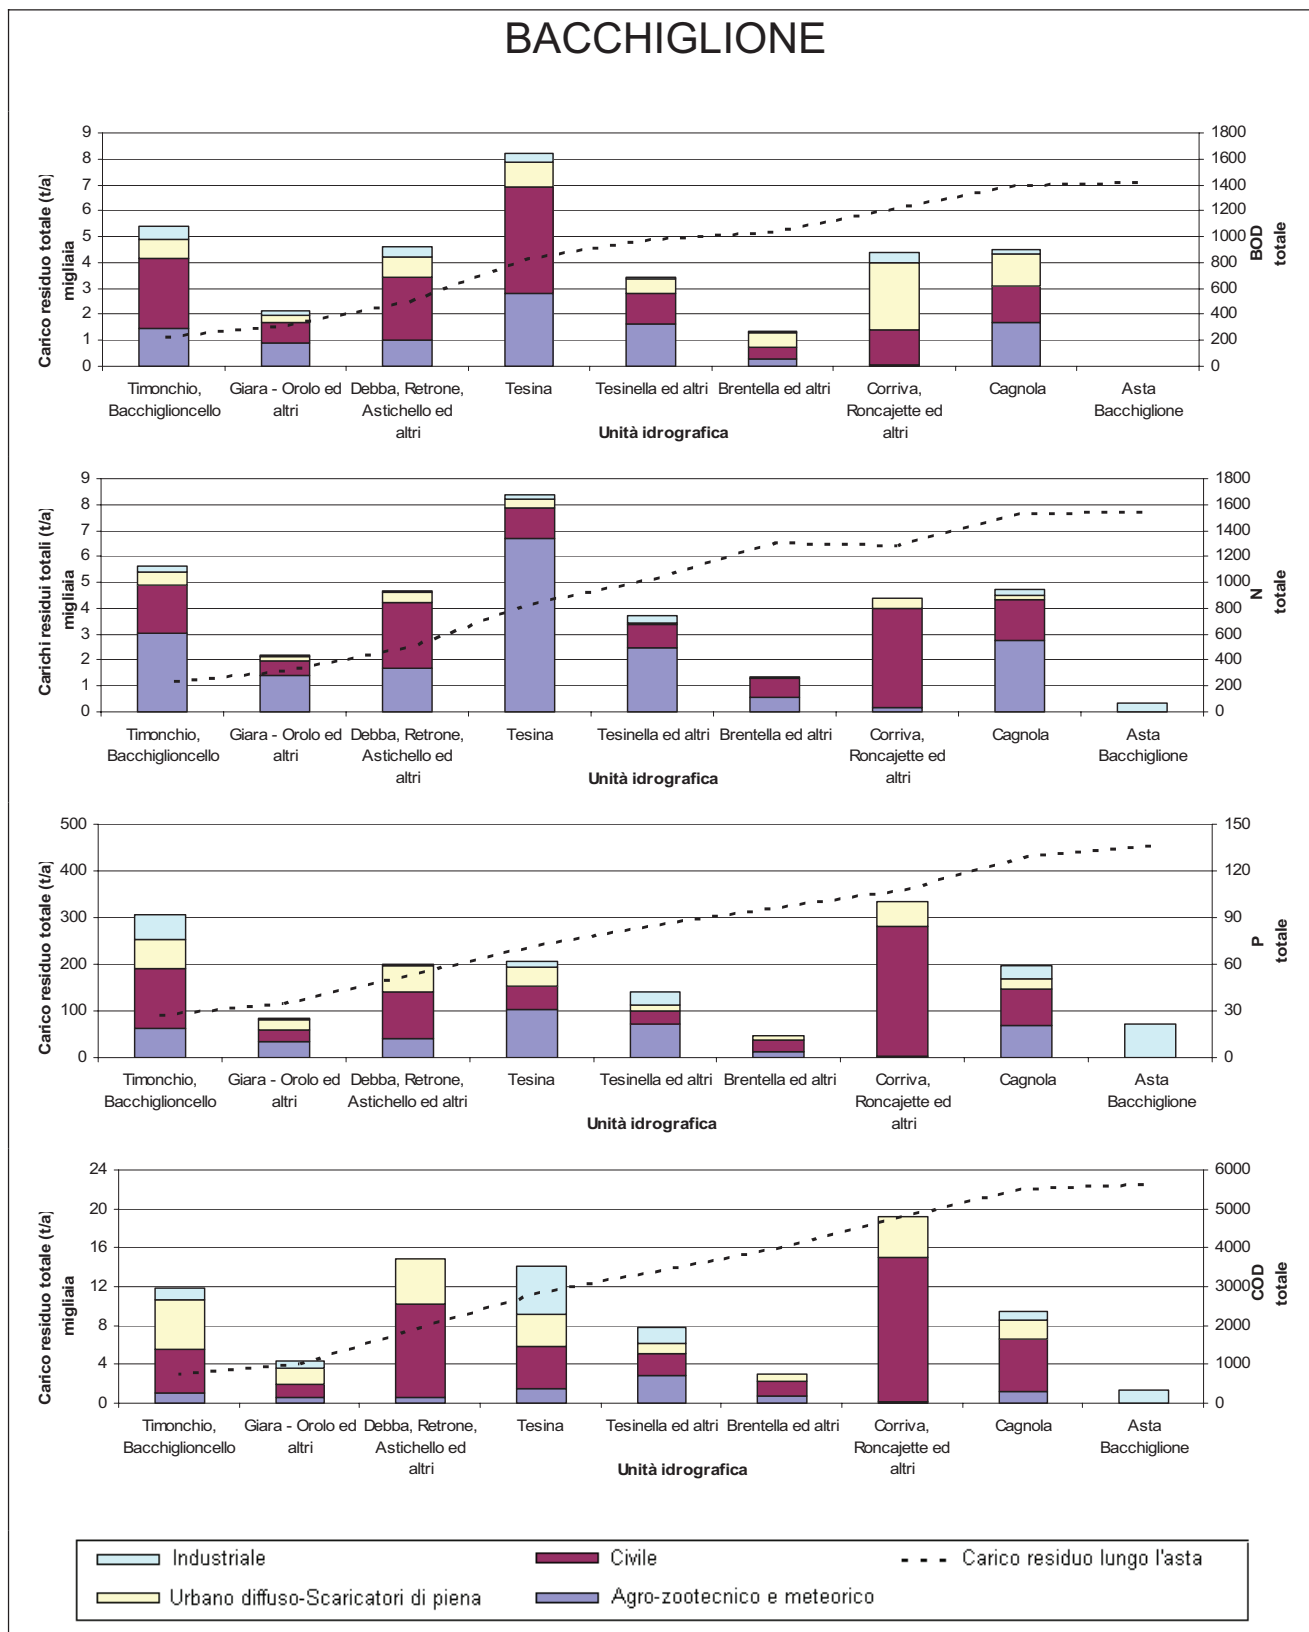 BACCHIGLIONE
Carico residuo totale (t/a)
migliaia
9
8
7
6
5
4
3
2
1
0
1800
1600
1400
1200
1000
800
600
400
200
0
BOD
totale
Timonchio,
Bacchiglioncello
Giara - Orolo ed
altri
Debba, Retrone,
Astichello ed
altri
Tesina
Tesinella ed altri
Brentella ed altri
Corriva,
Roncajette ed
altri
Cagnola
Asta
Bacchiglione
Unità idrografica
Carichi residui totali (t/a)
migliaia
9
8
7
6
5
4
3
2
1
0
1800
1600
1400
1200
1000
800
600
400
200
0
N
totale
Timonchio,
Bacchiglioncello
Giara - Orolo ed
altri
Debba, Retrone,
Astichello ed
altri
Tesina
Tesinella ed altri
Brentella ed altri
Corriva,
Roncajette ed
altri
Cagnola
Asta
Bacchiglione
Unità idrografica
Carico residuo totale (t/a)
500
400
300
200
100
0
150
120
90
60
30
0
P
totale
Timonchio,
Bacchiglioncello
Giara - Orolo ed
altri
Debba, Retrone,
Astichello ed altri
Tesina
Tesinella ed altri
Brentella ed altri
Corriva,
Roncajette ed
altri
Cagnola
Asta
Bacchiglione
Unità idrografica
Carico residuo totale (t/a)
migliaia
24
20
16
12
8
4
0
6000
5000
4000
3000
2000
1000
0
COD
totale
Timonchio,
Bacchiglioncello
Giara - Orolo ed
altri
Debba, Retrone,
Astichello ed
altri
Tesina
Tesinella ed altri
Brentella ed altri
Corriva,
Roncajette ed
altri
Cagnola
Asta
Bacchiglione
Unità idrografica
Industriale
Civile
Carico residuo lungo l'asta
Urbano diffuso-Scaricatori di piena
Agro-zootecnico e meteorico